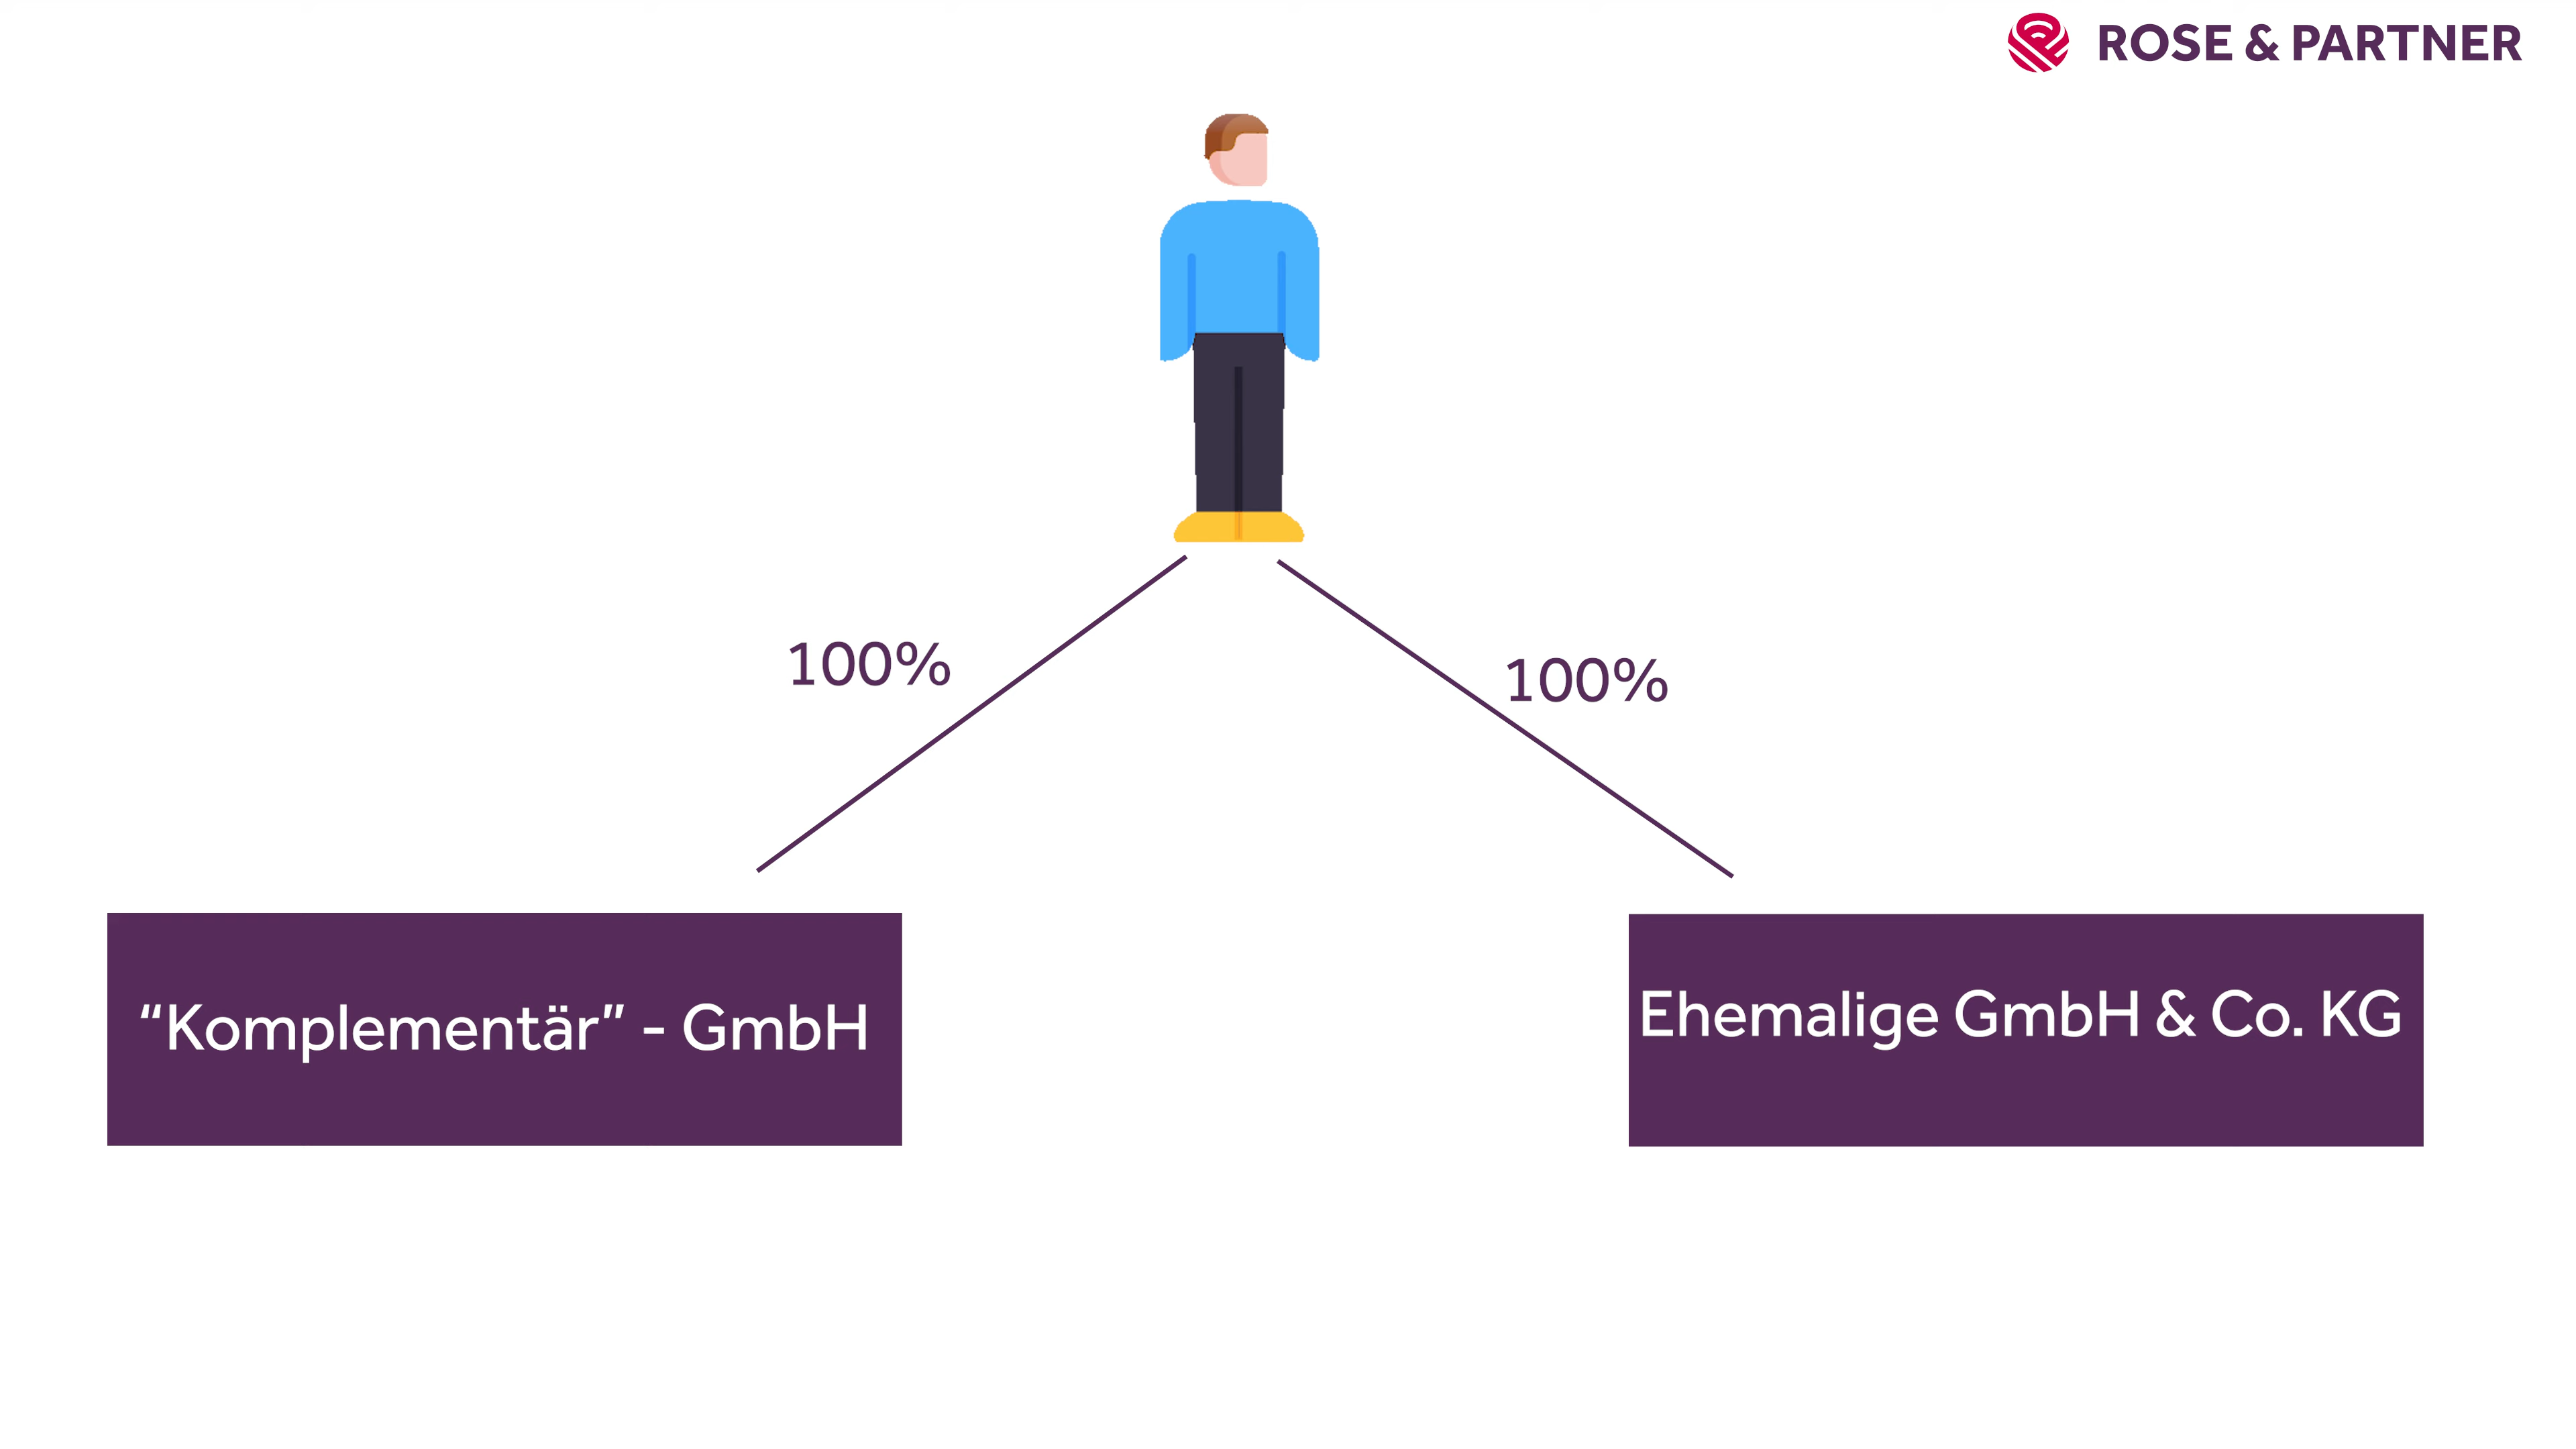 ROSE & PARTNER
100%
100%
“Komplementär” - GmbH
Ehemalige GmbH & Co. KG